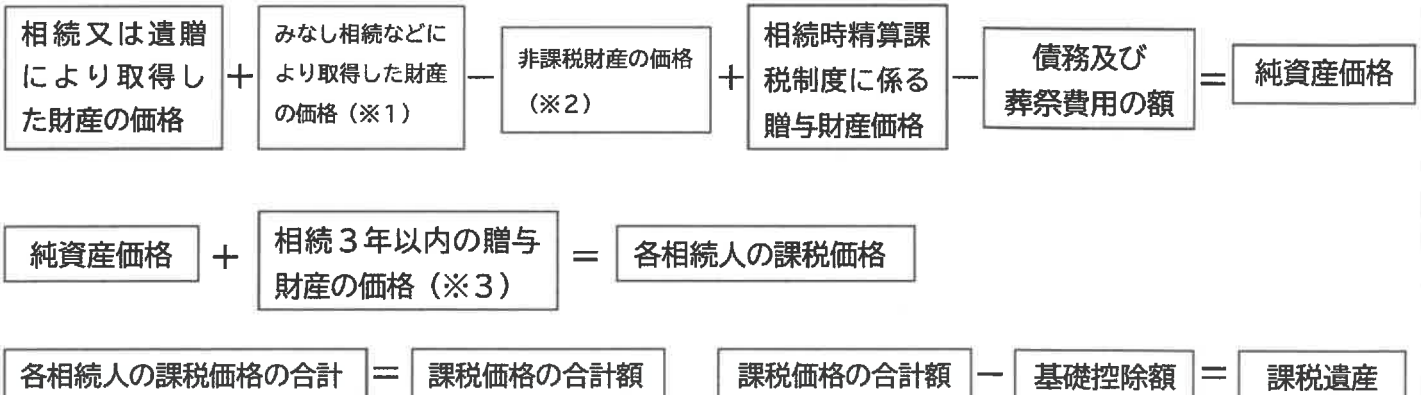 相続又は遺贈により取得した財産の価格 + みなし相続などにより取得した財産の価格（※1） − 非課税財産の価格（※2） + 相続時精算課税制度に係る贈与財産価格 − 債務及び葬祭費用の額 = 純資産価格
純資産価格 + 相続３年以内の贈与財産の価格（※３） = 各相続人の課税価格
各相続人の課税価格の合計 = 課税価格の合計額
課税価格の合計額 − 基礎控除額 = 課税遺産